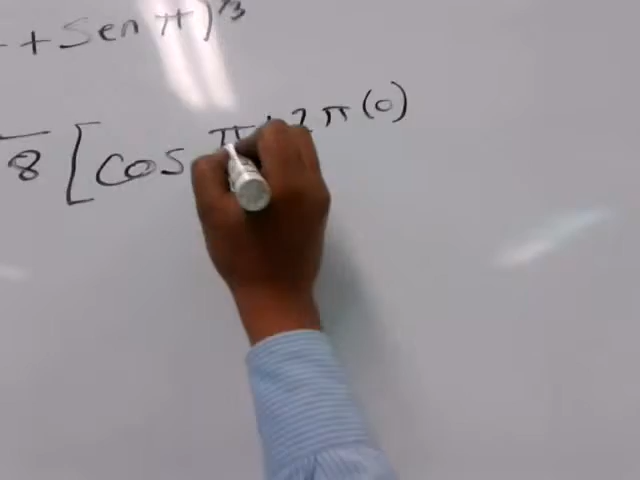 + Sen π)^1/3
8 [cos π + 2π(0)